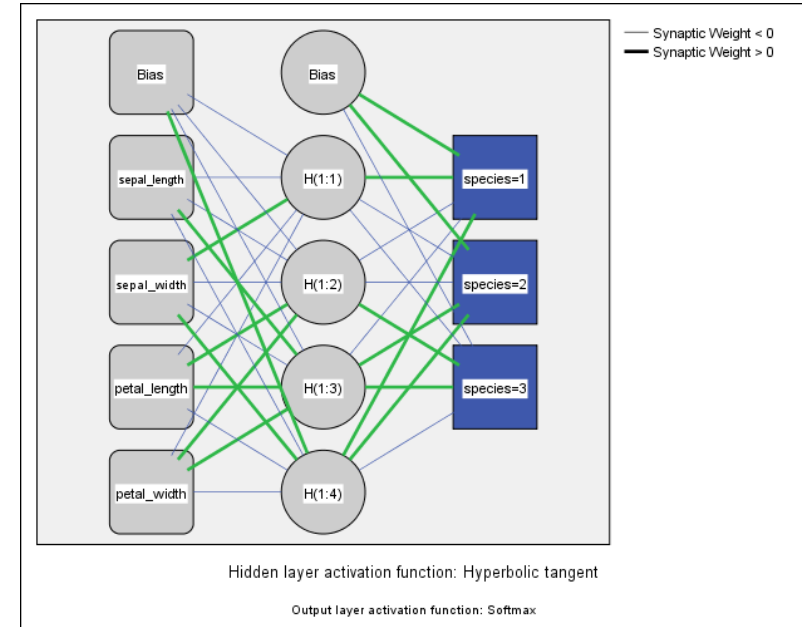 Synaptic Weight < 0
Synaptic Weight > 0
Bias
Bias
sepal_length
H(1:1)
species=1
sepal_width
H(1:2)
species=2
petal_length
H(1:3)
species=3
petal_width
H(1:4)
Hidden layer activation function: Hyperbolic tangent
Output layer activation function: Softmax